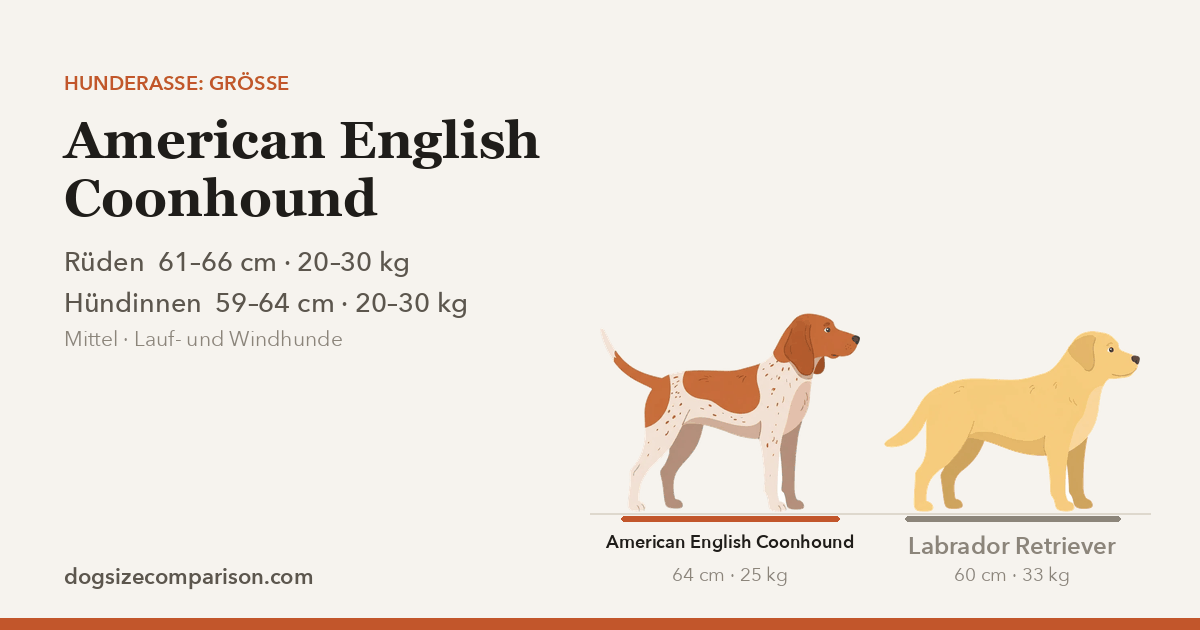 HUNDERASSE: GRÖSSE
American English
Coonhound
Rüden 61–66 cm · 20–30 kg
Hündinnen 59–64 cm · 20–30 kg
Mittel · Lauf- und Windhunde
American English Coonhound
64 cm · 25 kg
Labrador Retriever
60 cm · 33 kg
dogsizecomparison.com